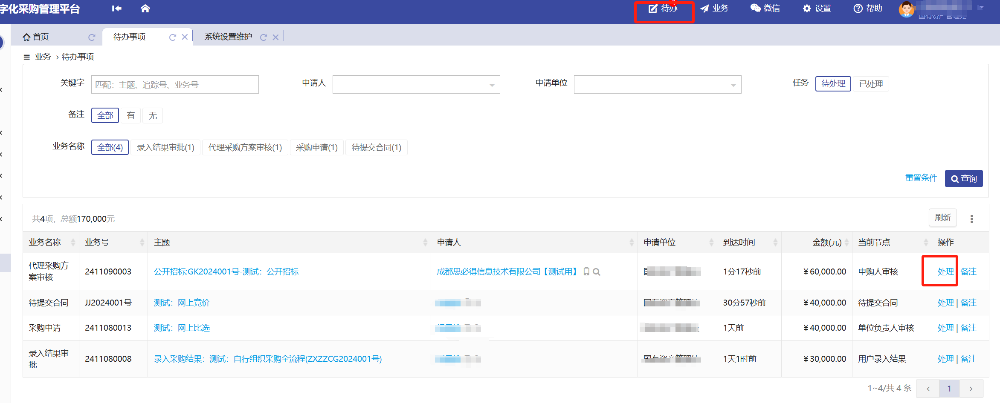 字化采购管理平台
待办 业务 微信 设置 帮助
首页 待办事项 系统设置维护
业务 › 待办事项
关键字 匹配：主题、追踪号、业务号 申请人 申请单位 任务 待处理 已处理
备注 全部 有 无
业务名称 全部(4) 录入结果审批(1) 代理采购方案审核(1) 采购申请(1) 待提交合同(1)
重置条件 查询
共4项，总额170,000元 刷新
业务名称 业务号 主题 申请人 申请单位 到达时间 金额(元) 当前节点 操作
代理采购方案审核 2411090003 公开招标:GK2024001号-测试：公开招标 成都思必得信息技术有限公司【测试用】 1分17秒前 ¥60,000.00 申购人审核 处理 备注
待提交合同 JJ2024001号 测试：网上竞价 30分57秒前 ¥40,000.00 待提交合同 处理 | 备注
采购申请 2411080013 测试：网上比选 1天前 ¥40,000.00 单位负责人审核 处理 | 备注
录入结果审批 2411080008 录入采购结果：测试：自行组织采购全流程(ZXZZCG2024001号) 1天1时前 ¥30,000.00 用户录入结果 处理 | 备注
1~4/共 4 条 ‹ 1 ›